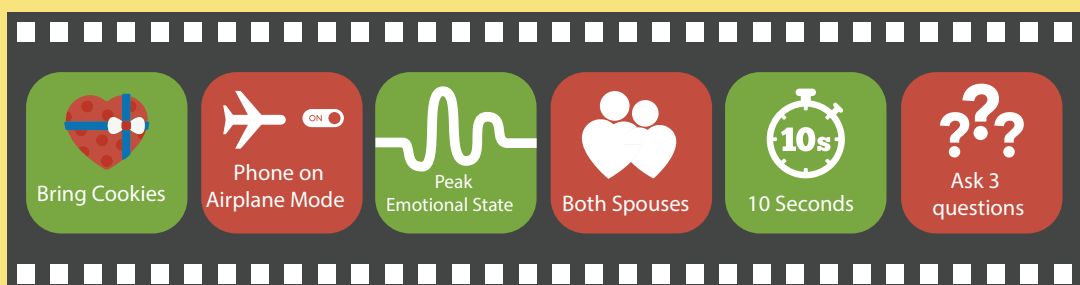 Bring Cookies
ON
Phone on
Airplane Mode
Peak
Emotional State
Both Spouses
10s
10 Seconds
???
Ask 3
questions